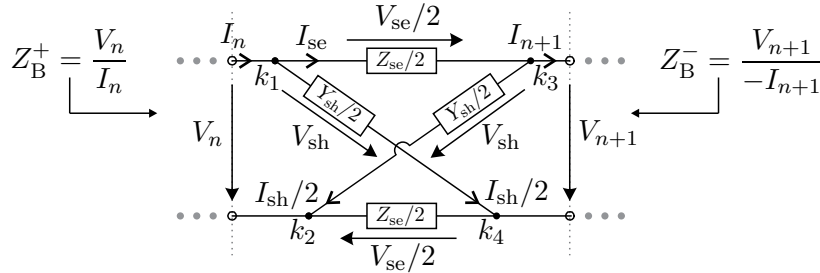 V_se/2
Z_B^+ = V_n / I_n
I_n
I_se
Z_se/2
I_{n+1}
Z_B^- = V_{n+1} / -I_{n+1}
k_1
Y_sh/2
Y_sh/2
k_3
V_n
V_sh
V_sh
V_{n+1}
I_sh/2
I_sh/2
k_2
Z_se/2
k_4
V_se/2